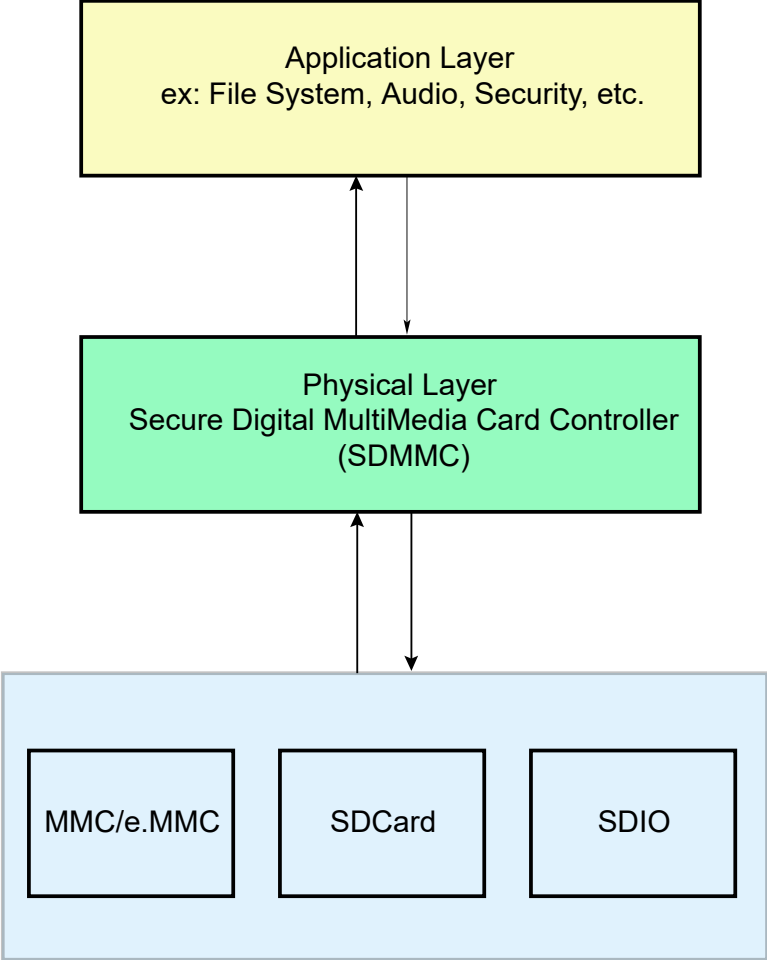 Application Layer
ex: File System, Audio, Security, etc.
Physical Layer
Secure Digital MultiMedia Card Controller
(SDMMC)
MMC/e.MMC
SDCard
SDIO